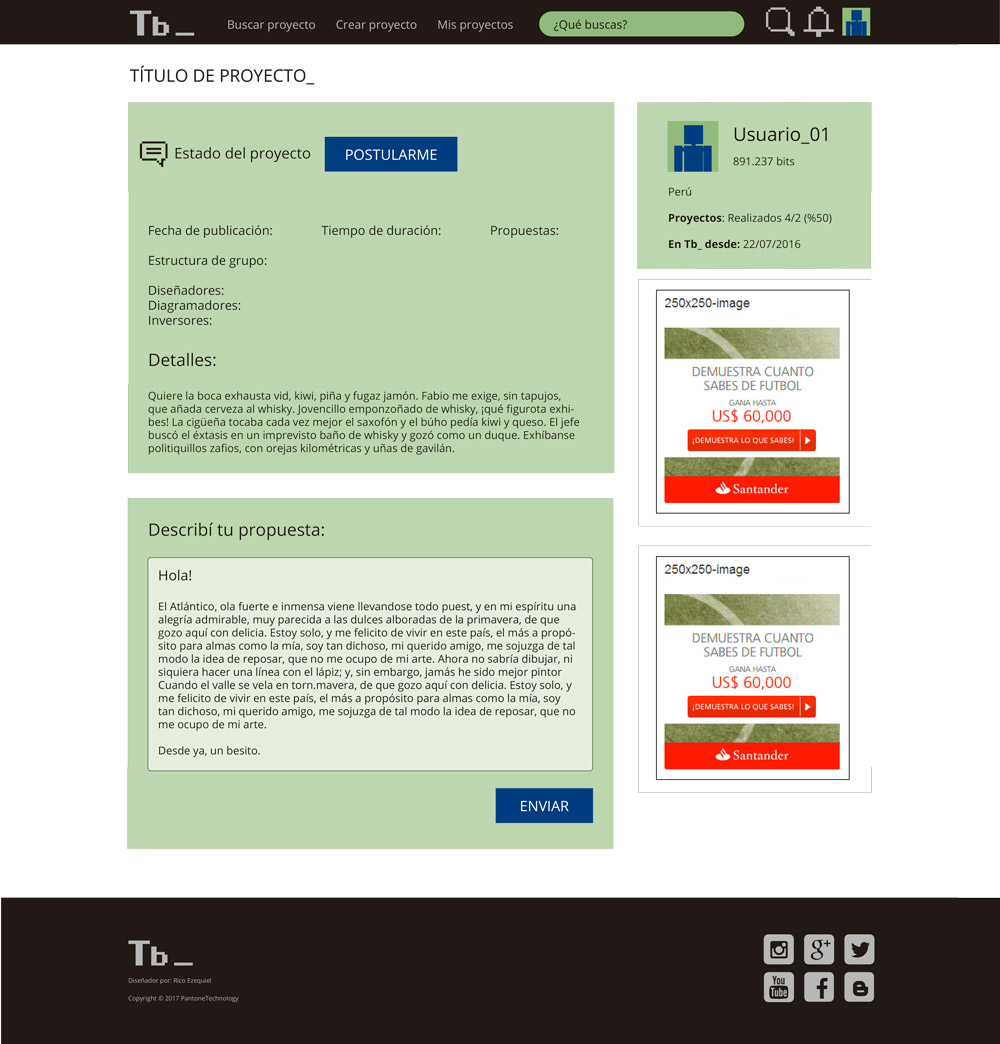 Tb_
Buscar proyecto
Crear proyecto
Mis proyectos
¿Qué buscas?
TÍTULO DE PROYECTO_
Estado del proyecto
POSTULARME
Fecha de publicación:
Tiempo de duración:
Propuestas:
Estructura de grupo:
Diseñadores:
Diagramadores:
Inversores:
Detalles:
Quiere la boca exhausta vid, kiwi, piña y fugaz jamón. Fabio me exige, sin tapujos,
que añada cerveza al whisky. Jovencillo emponzoñado de whisky, ¡qué figurota exhi-
bes! La cigüeña tocaba cada vez mejor el saxofón y el búho pedía kiwi y queso. El jefe
buscó el éxtasis en un imprevisto baño de whisky y gozó como un duque. Exhíbanse
politiquillos zafios, con orejas kilométricas y uñas de gavilán.
Describí tu propuesta:
Hola!
El Atlántico, ola fuerte e inmensa viene llevandose todo puest, y en mi espíritu una
alegría admirable, muy parecida a las dulces alboradas de la primavera, de que
gozo aquí con delicia. Estoy solo, y me felicito de vivir en este país, el más a propó-
sito para almas como la mía, soy tan dichoso, mi querido amigo, me sojuzga de tal
modo la idea de reposar, que no me ocupo de mi arte. Ahora no sabría dibujar, ni
siquiera hacer una línea con el lápiz; y, sin embargo, jamás he sido mejor pintor
Cuando el valle se vela en torn.mavera, de que gozo aquí con delicia. Estoy solo, y
me felicito de vivir en este país, el más a propósito para almas como la mía, soy
tan dichoso, mi querido amigo, me sojuzga de tal modo la idea de reposar, que no
me ocupo de mi arte.
Desde ya, un besito.
ENVIAR
Usuario_01
891.237 bits
Perú
Proyectos: Realizados 4/2 (%50)
En Tb_ desde: 22/07/2016
250x250-image
DEMUESTRA CUANTO
SABES DE FUTBOL
GANA HASTA
US$ 60,000
¡DEMUESTRA LO QUE SABES!
Santander
250x250-image
DEMUESTRA CUANTO
SABES DE FUTBOL
GANA HASTA
US$ 60,000
¡DEMUESTRA LO QUE SABES!
Santander
Tb_
Diseñador por: Rico Ezequiel
Copyright © 2017 PantoneTechnology
g+
You
Tube
f
B